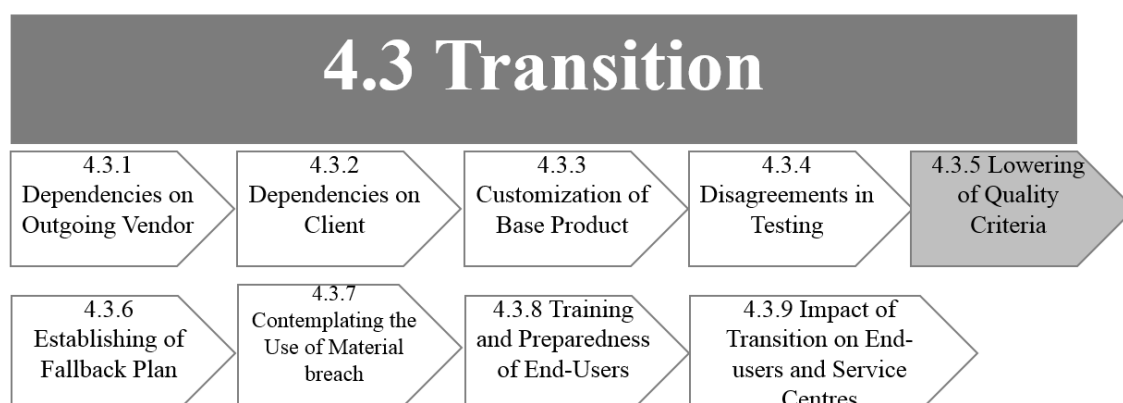 4.3 Transition
4.3.1
Dependencies on
Outgoing Vendor
4.3.2
Dependencies on
Client
4.3.3
Customization of
Base Product
4.3.4
Disagreements in
Testing
4.3.5 Lowering
of Quality
Criteria
4.3.6
Establishing of
Fallback Plan
4.3.7
Contemplating the
Use of Material
breach
4.3.8 Training
and Preparedness
of End-Users
4.3.9 Impact of
Transition on End-
users and Service
Centres